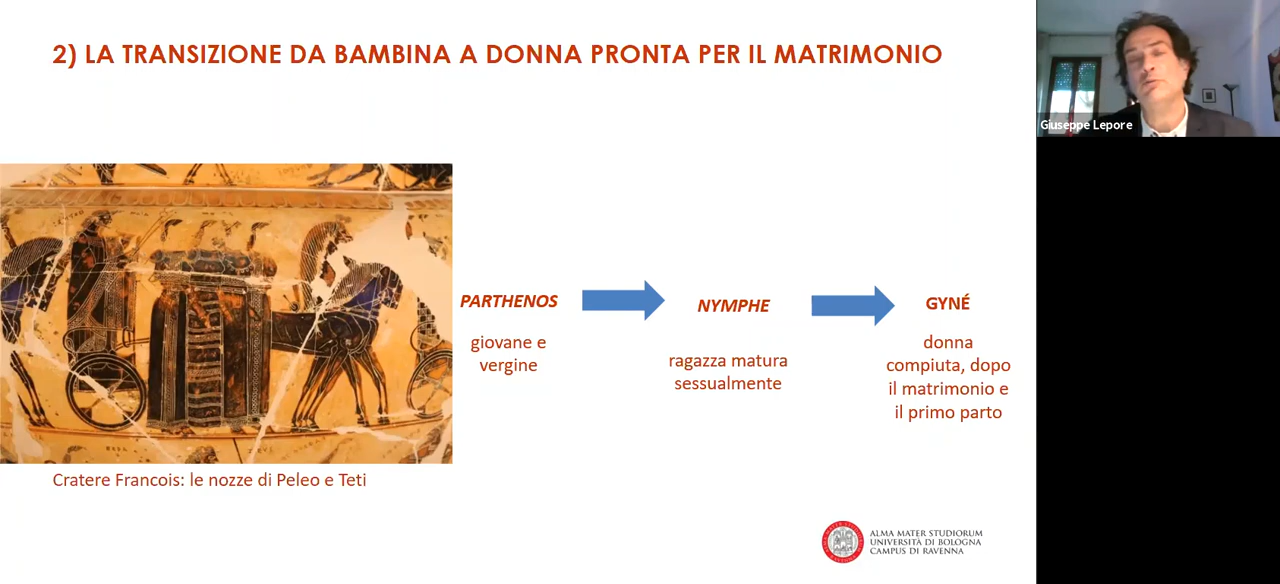 2) LA TRANSIZIONE DA BAMBINA A DONNA PRONTA PER IL MATRIMONIO
Giuseppe Lepore
PARTHENOS
giovane e
vergine
NYMPHE
ragazza matura
sessualmente
GYNÉ
donna
compiuta, dopo
il matrimonio e
il primo parto
Cratere Francois: le nozze di Peleo e Teti
ALMA MATER STUDIORUM
UNIVERSITÀ DI BOLOGNA
CAMPUS DI RAVENNA